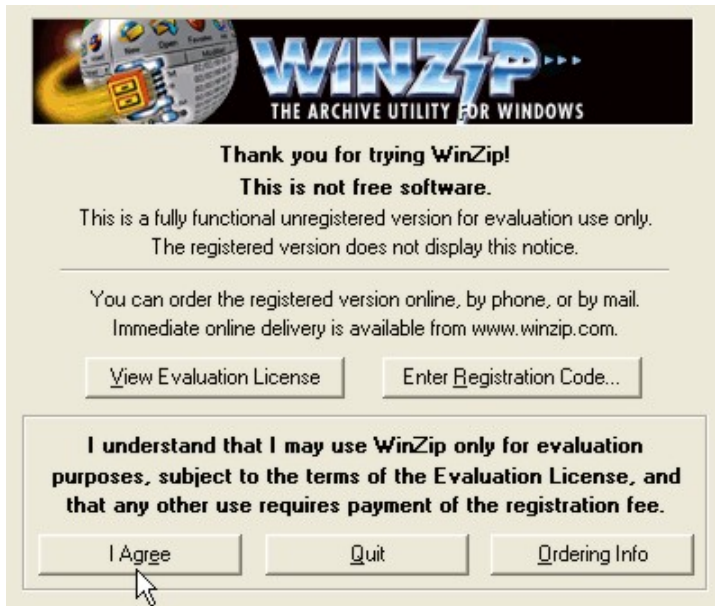 WINZIP
THE ARCHIVE UTILITY FOR WINDOWS
Thank you for trying WinZip!
This is not free software.
This is a fully functional unregistered version for evaluation use only.
The registered version does not display this notice.
You can order the registered version online, by phone, or by mail.
Immediate online delivery is available from www.winzip.com.
View Evaluation License Enter Registration Code...
I understand that I may use WinZip only for evaluation
purposes, subject to the terms of the Evaluation License, and
that any other use requires payment of the registration fee.
I Agree Quit Ordering Info